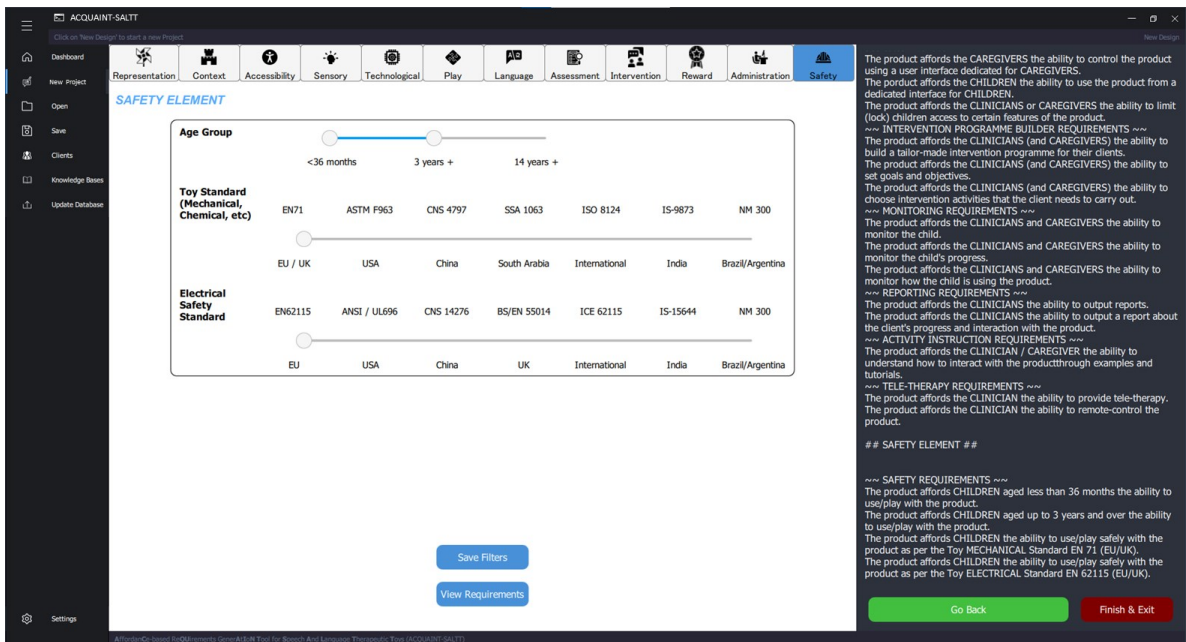 ACQUAINT-SALTT
Click on 'New Design' to start a new Project
New Design
Dashboard
New Project
Open
Save
Clients
Knowledge Bases
Update Database
Settings
Representation Context Accessibility Sensory Technological Play Language Assessment Intervention Reward Administration Safety
SAFETY ELEMENT
Age Group
<36 months 3 years + 14 years +
Toy Standard
(Mechanical,
Chemical, etc)
EN71 ASTM F963 CNS 4797 SSA 1063 ISO 8124 IS-9873 NM 300
EU / UK USA China South Arabia International India Brazil/Argentina
Electrical
Safety
Standard
EN62115 ANSI / UL696 CNS 14276 BS/EN 55014 ICE 62115 IS-15644 NM 300
EU USA China UK International India Brazil/Argentina
Save Filters
View Requirements
The product affords the CAREGIVERS the ability to control the product
using a user interface dedicated for CAREGIVERS.
The porduct affords the CHILDREN the ability to use the product from a
dedicated interface for CHILDREN.
The product affords the CLINICIANS or CAREGIVERS the ability to limit
(lock) children access to certain features of the product.
~~ INTERVENTION PROGRAMME BUILDER REQUIREMENTS ~~
The product affords the CLINICIANS (and CAREGIVERS) the ability to
build a tailor-made intervention programme for their clients.
The product affords the CLINICIANS (and CAREGIVERS) the ability to
set goals and objectives.
The product affords the CLINICIANS (and CAREGIVERS) the ability to
choose intervention activities that the client needs to carry out.
~~ MONITORING REQUIREMENTS ~~
The product affords the CLINICIANS and CAREGIVERS the ability to
monitor the child.
The product affords the CLINICIANS and CAREGIVERS the ability to
monitor the child's progress.
The product affords the CLINICIANS and CAREGIVERS the ability to
monitor how the child is using the product.
~~ REPORTING REQUIREMENTS ~~
The product affords the CLINICIANS the ability to output reports.
The product affords the CLINICIANS the ability to output a report about
the client's progress and interaction with the product.
~~ ACTIVITY INSTRUCTION REQUIREMENTS ~~
The product affords the CLINICIAN / CAREGIVER the ability to
understand how to interact with the productthrough examples and
tutorials.
~~ TELE-THERAPY REQUIREMENTS ~~
The product affords the CLINICIAN the ability to provide tele-therapy.
The product affords the CLINICIAN the ability to remote-control the
product.
## SAFETY ELEMENT ##
~~ SAFETY REQUIREMENTS ~~
The product affords CHILDREN aged less than 36 months the ability to
use/play with the product.
The product affords CHILDREN aged up to 3 years and over the ability
to use/play with the product.
The product affords CHILDREN the ability to use/play safely with the
product as per the Toy MECHANICAL Standard EN 71 (EU/UK).
The product affords CHILDREN the ability to use/play safely with the
product as per the Toy ELECTRICAL Standard EN 62115 (EU/UK).
Go Back
Finish & Exit
AffordanCe-based ReQUirements GenerAtIoN Tool for Speech And Language Therapeutic Toys (ACQUAINT-SALTT)